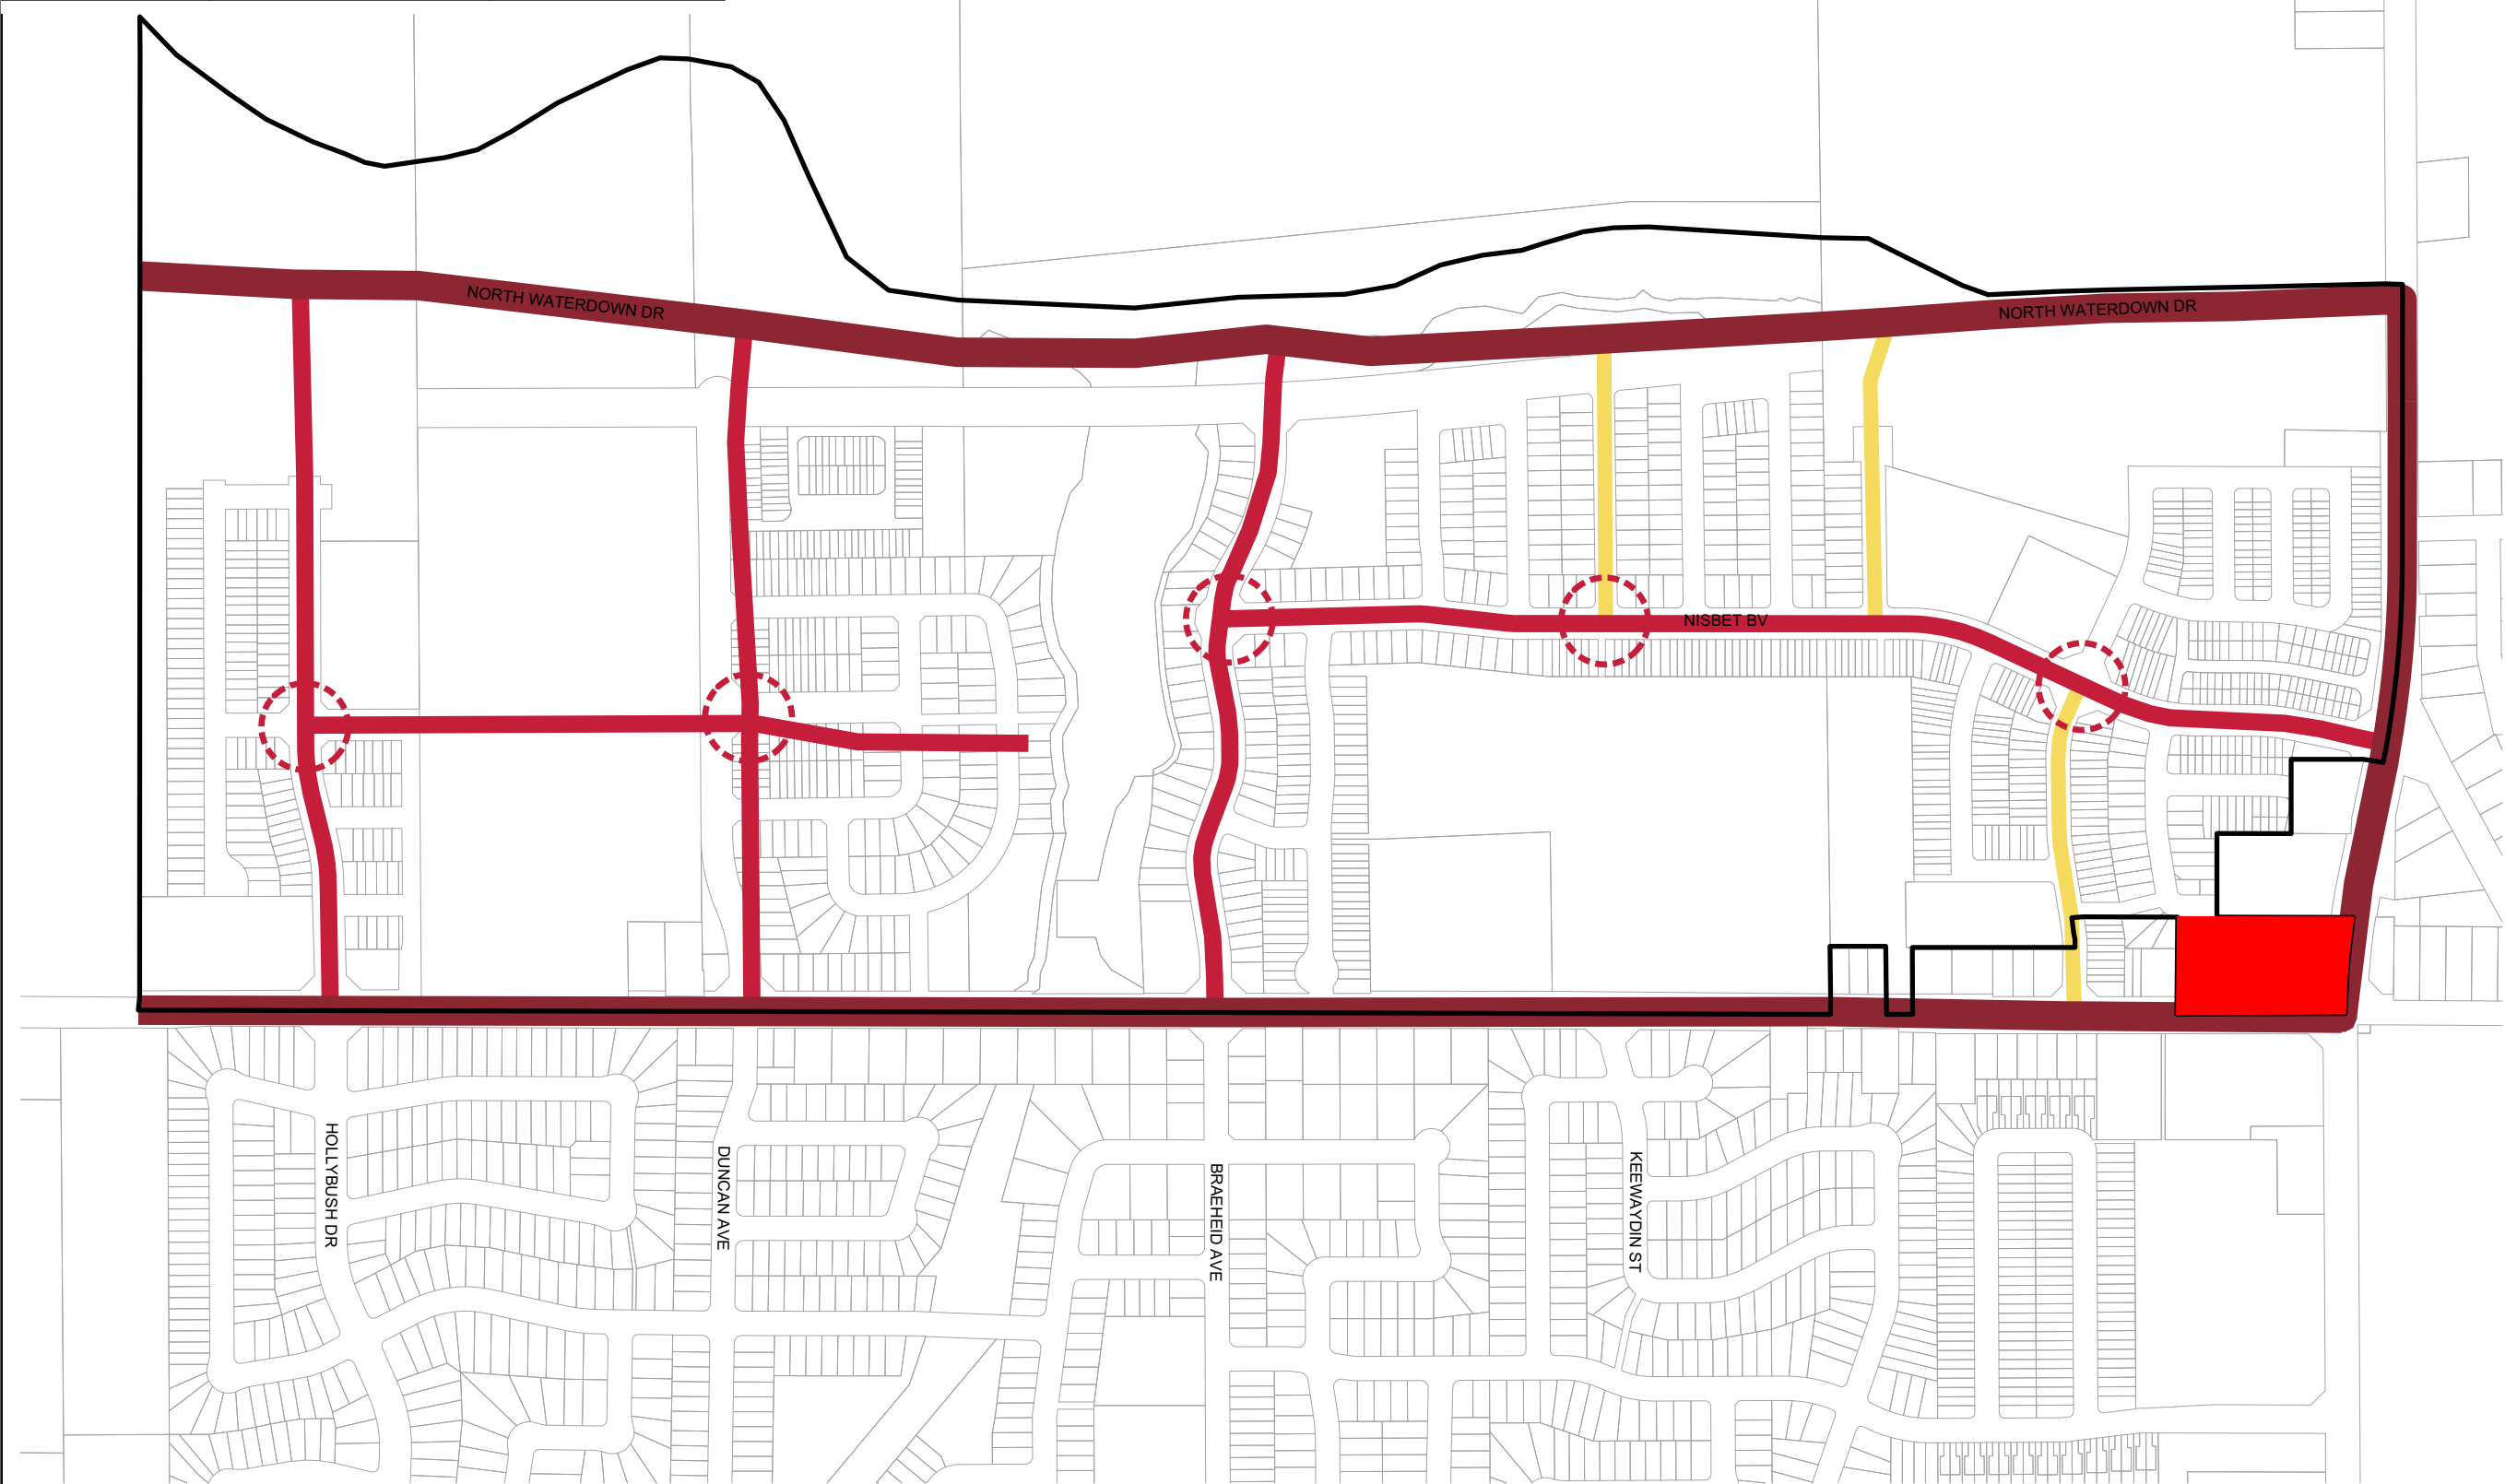 NORTH WATERDOWN DR
NORTH WATERDOWN DR
NISBET BV
HOLLYBUSH DR
DUNCAN AVE
BRAEHEID AVE
KEEWAYDIN ST